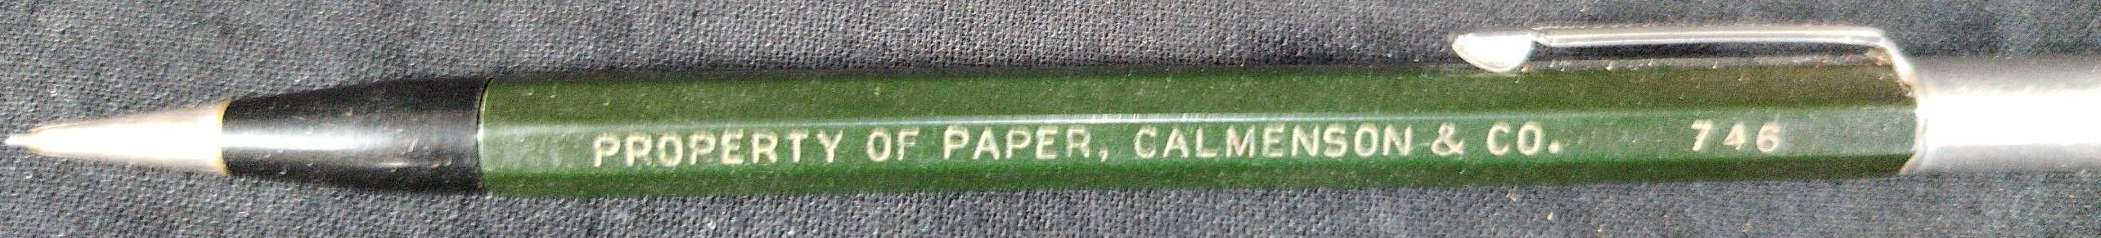 PROPERTY OF PAPER, CALMENSON & CO. 746